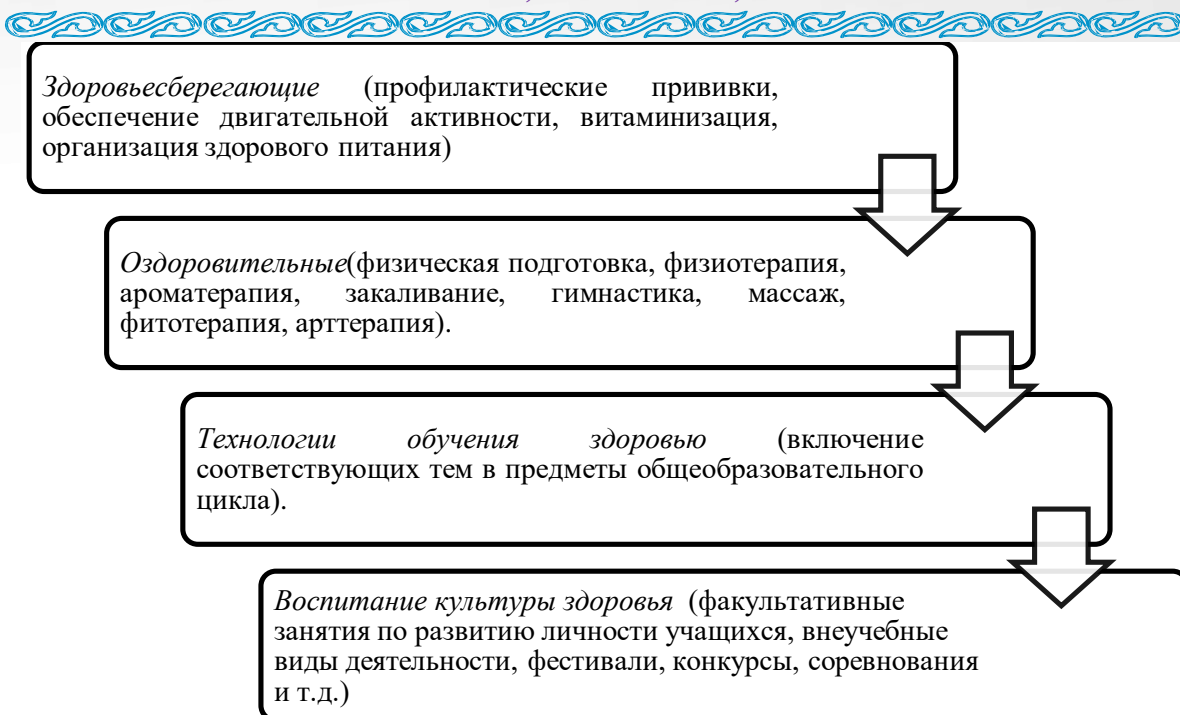 Здоровьесберегающие (профилактические прививки,
обеспечение двигательной активности, витаминизация,
организация здорового питания)
Оздоровительные(физическая подготовка, физиотерапия,
ароматерапия, закаливание, гимнастика, массаж,
фитотерапия, арттерапия).
Технологии обучения здоровью (включение
соответствующих тем в предметы общеобразовательного
цикла).
Воспитание культуры здоровья (факультативные
занятия по развитию личности учащихся, внеучебные
виды деятельности, фестивали, конкурсы, соревнования
и т.д.)